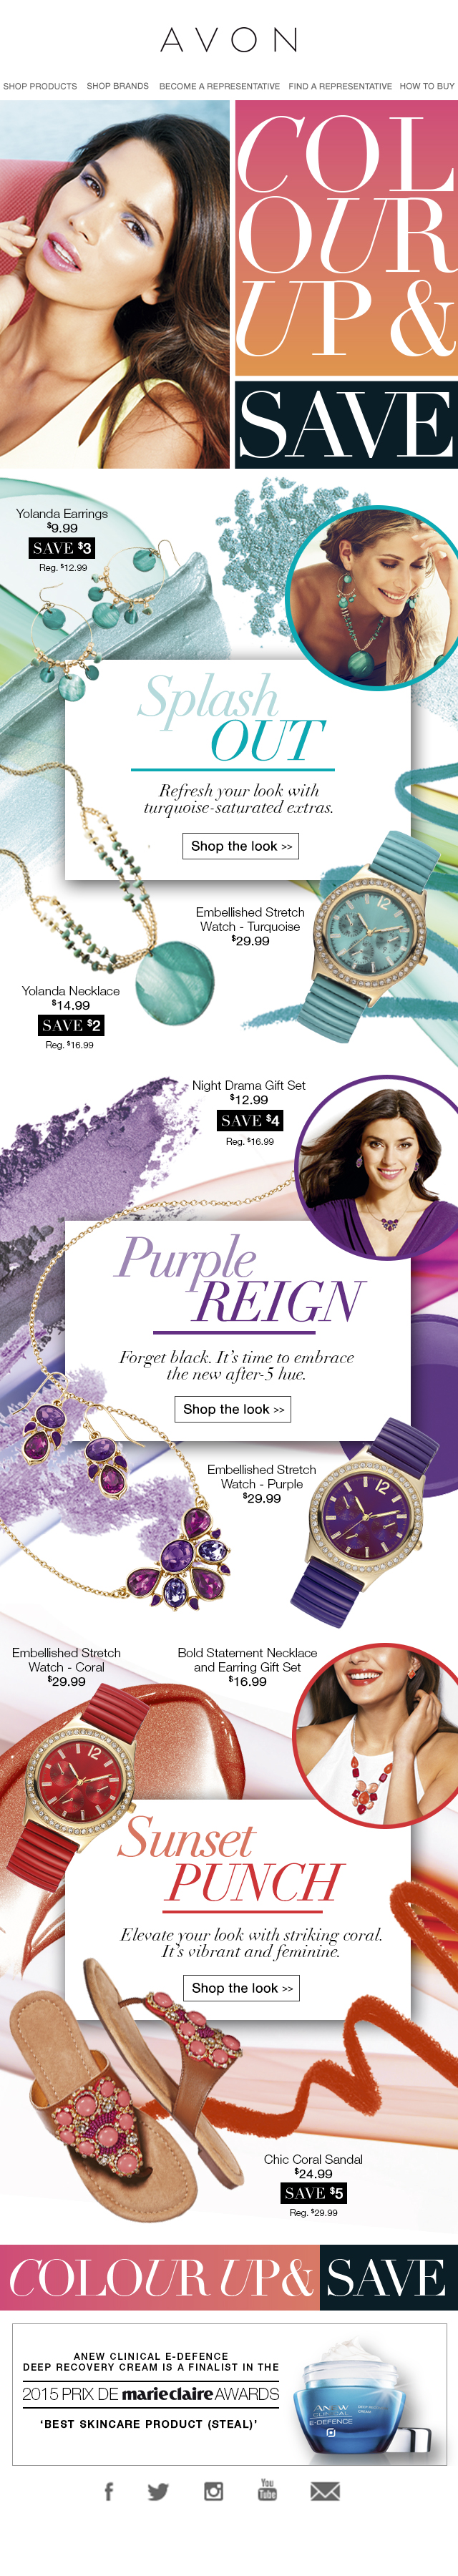 AVON
SHOP PRODUCTS SHOP BRANDS BECOME A REPRESENTATIVE FIND A REPRESENTATIVE HOW TO BUY
COL
OUR
UP &
SAVE
Yolanda Earrings
$9.99
SAVE $3
Reg. $12.99
Splash
OUT
Refresh your look with
turquoise-saturated extras.
Shop the look >>
Embellished Stretch
Watch - Turquoise
$29.99
Yolanda Necklace
$14.99
SAVE $2
Reg. $16.99
Night Drama Gift Set
$12.99
SAVE $4
Reg. $16.99
Purple
REIGN
Forget black. It's time to embrace
the new after-5 hue.
Shop the look >>
Embellished Stretch
Watch - Purple
$29.99
Embellished Stretch
Watch - Coral
$29.99
Bold Statement Necklace
and Earring Gift Set
$16.99
Sunset
PUNCH
Elevate your look with striking coral.
It's vibrant and feminine.
Shop the look >>
Chic Coral Sandal
$24.99
SAVE $5
Reg. $29.99
COLOUR UP & SAVE
ANEW CLINICAL E-DEFENCE
DEEP RECOVERY CREAM IS A FINALIST IN THE
2015 PRIX DE marie claire AWARDS
'BEST SKINCARE PRODUCT (STEAL)'
ANEW
CLINICAL
E-DEFENCE
You
Tube